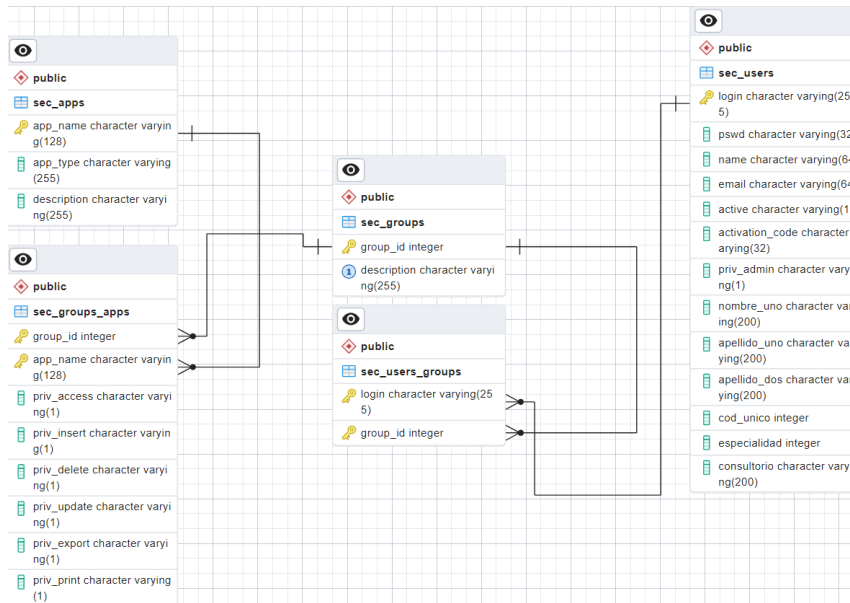 public
sec_apps
app_name character varyin
g(128)
app_type character varying
(255)
description character varyi
ng(255)
public
sec_groups_apps
group_id integer
app_name character varyin
g(128)
priv_access character varyi
ng(1)
priv_insert character varyin
g(1)
priv_delete character varyi
ng(1)
priv_update character varyi
ng(1)
priv_export character varyi
ng(1)
priv_print character varying
(1)
public
sec_groups
group_id integer
1
description character varyi
ng(255)
public
sec_users_groups
login character varying(25
5)
group_id integer
public
sec_users
login character varying(25
5)
pswd character varying(32
name character varying(64
email character varying(64
active character varying(1
activation_code character
arying(32)
priv_admin character vary
ng(1)
nombre_uno character var
ing(200)
apellido_uno character va
ying(200)
apellido_dos character va
ying(200)
cod_unico integer
especialidad integer
consultorio character vary
ng(200)